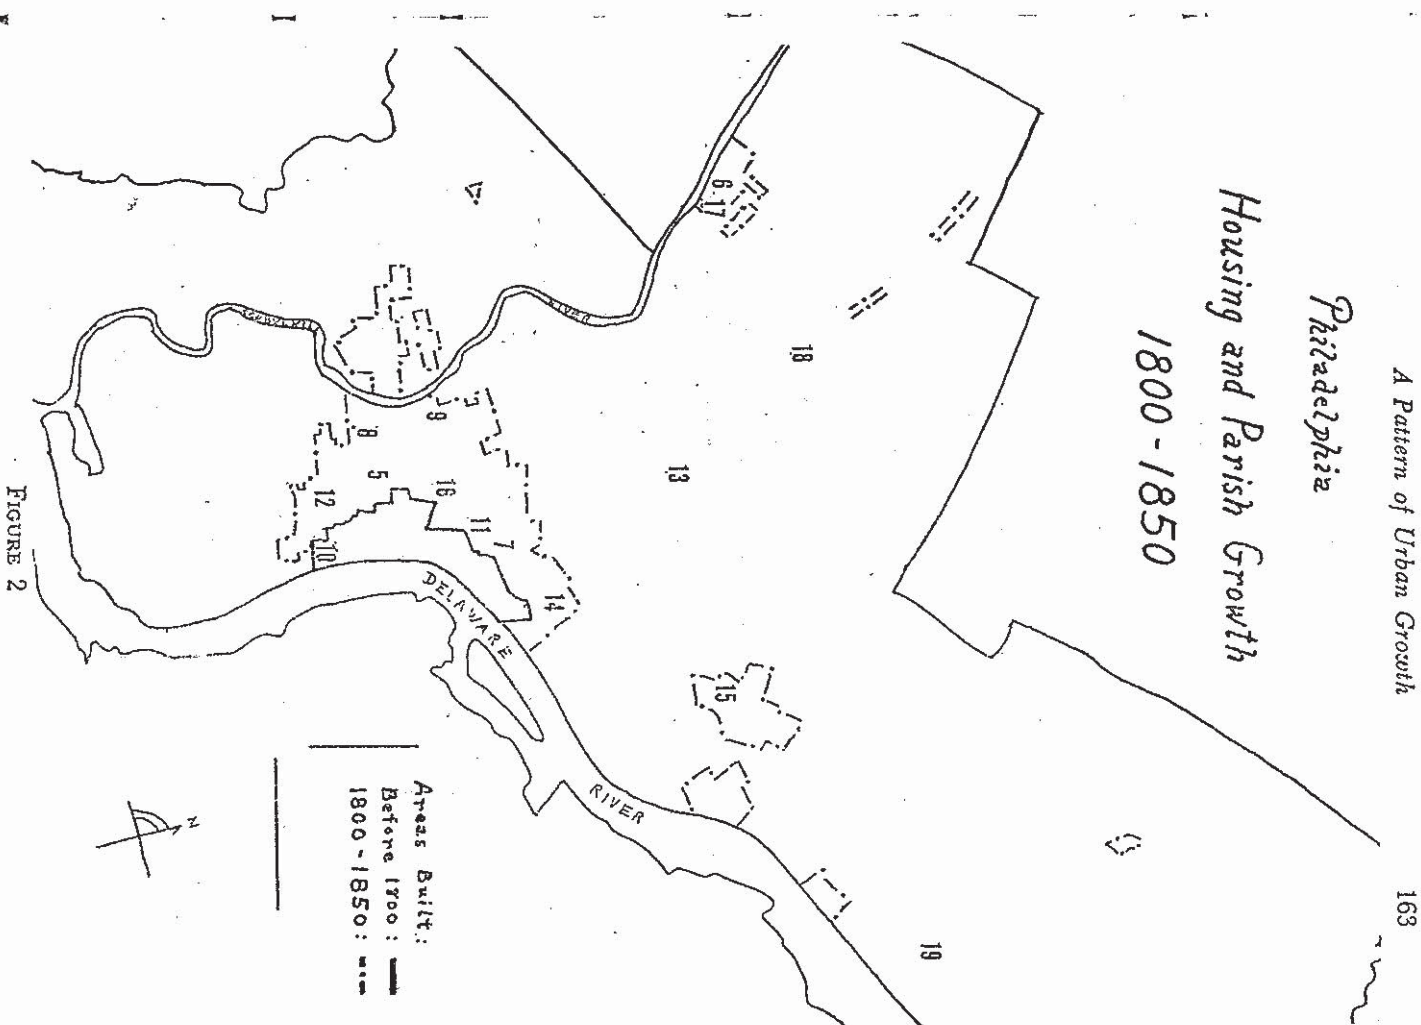 A Pattern of Urban Growth 163
Philadelphia
Housing and Parish Growth
1800-1850
6
17
18
13
9
8
5
16
12
11
7
10
14
15
19
RIVER
DELAWARE
RIVER
N
Areas Built:
Before 1800:
1800-1850:
FIGURE 2